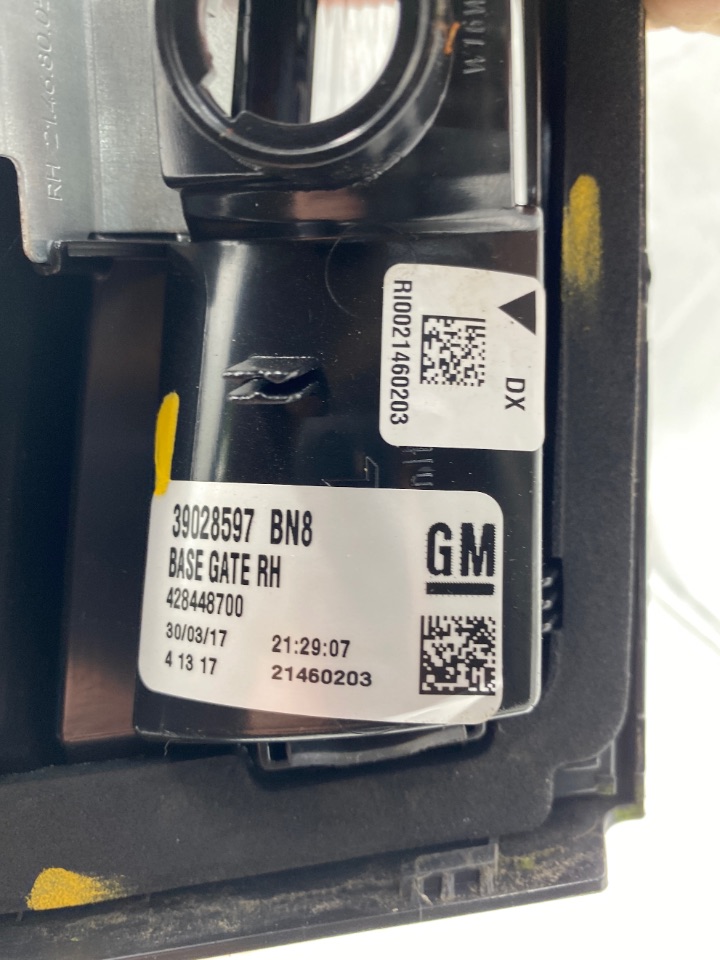 RI0021460203
DX
39028597 BN8
BASE GATE RH
428448700
30/03/17 21:29:07
4 13 17 21460203
GM
W16W